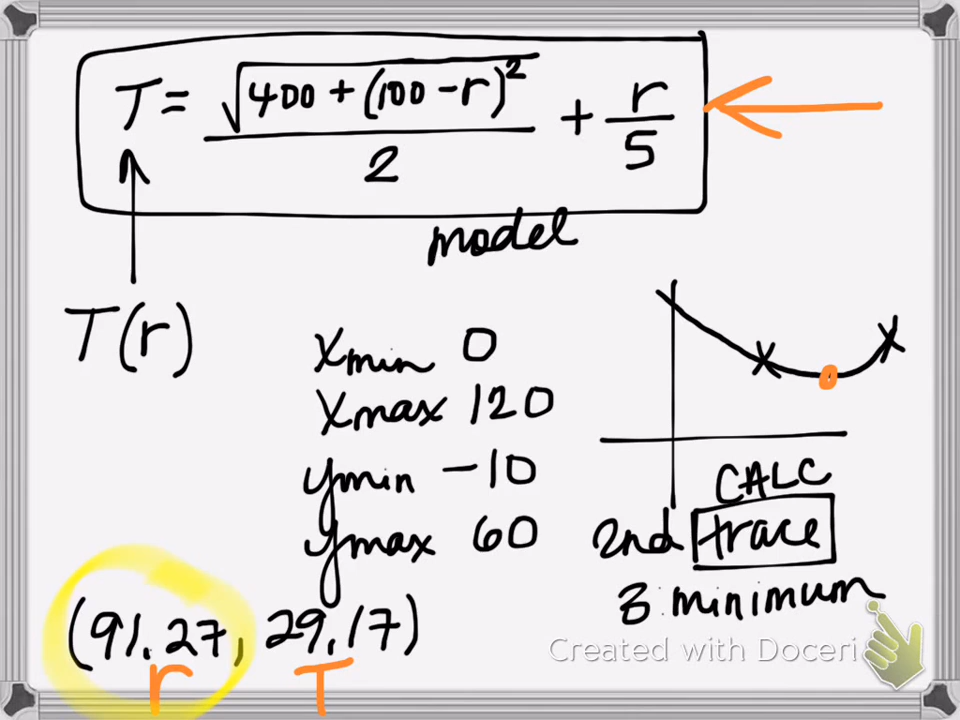 T = √400 + (100 - r)² / 2 + r / 5
model
T(r)
xmin 0
xmax 120
ymin -10
ymax 60
CALC
2nd trace
3: minimum
(91.27, 29.17)
r T
Created with Doceri